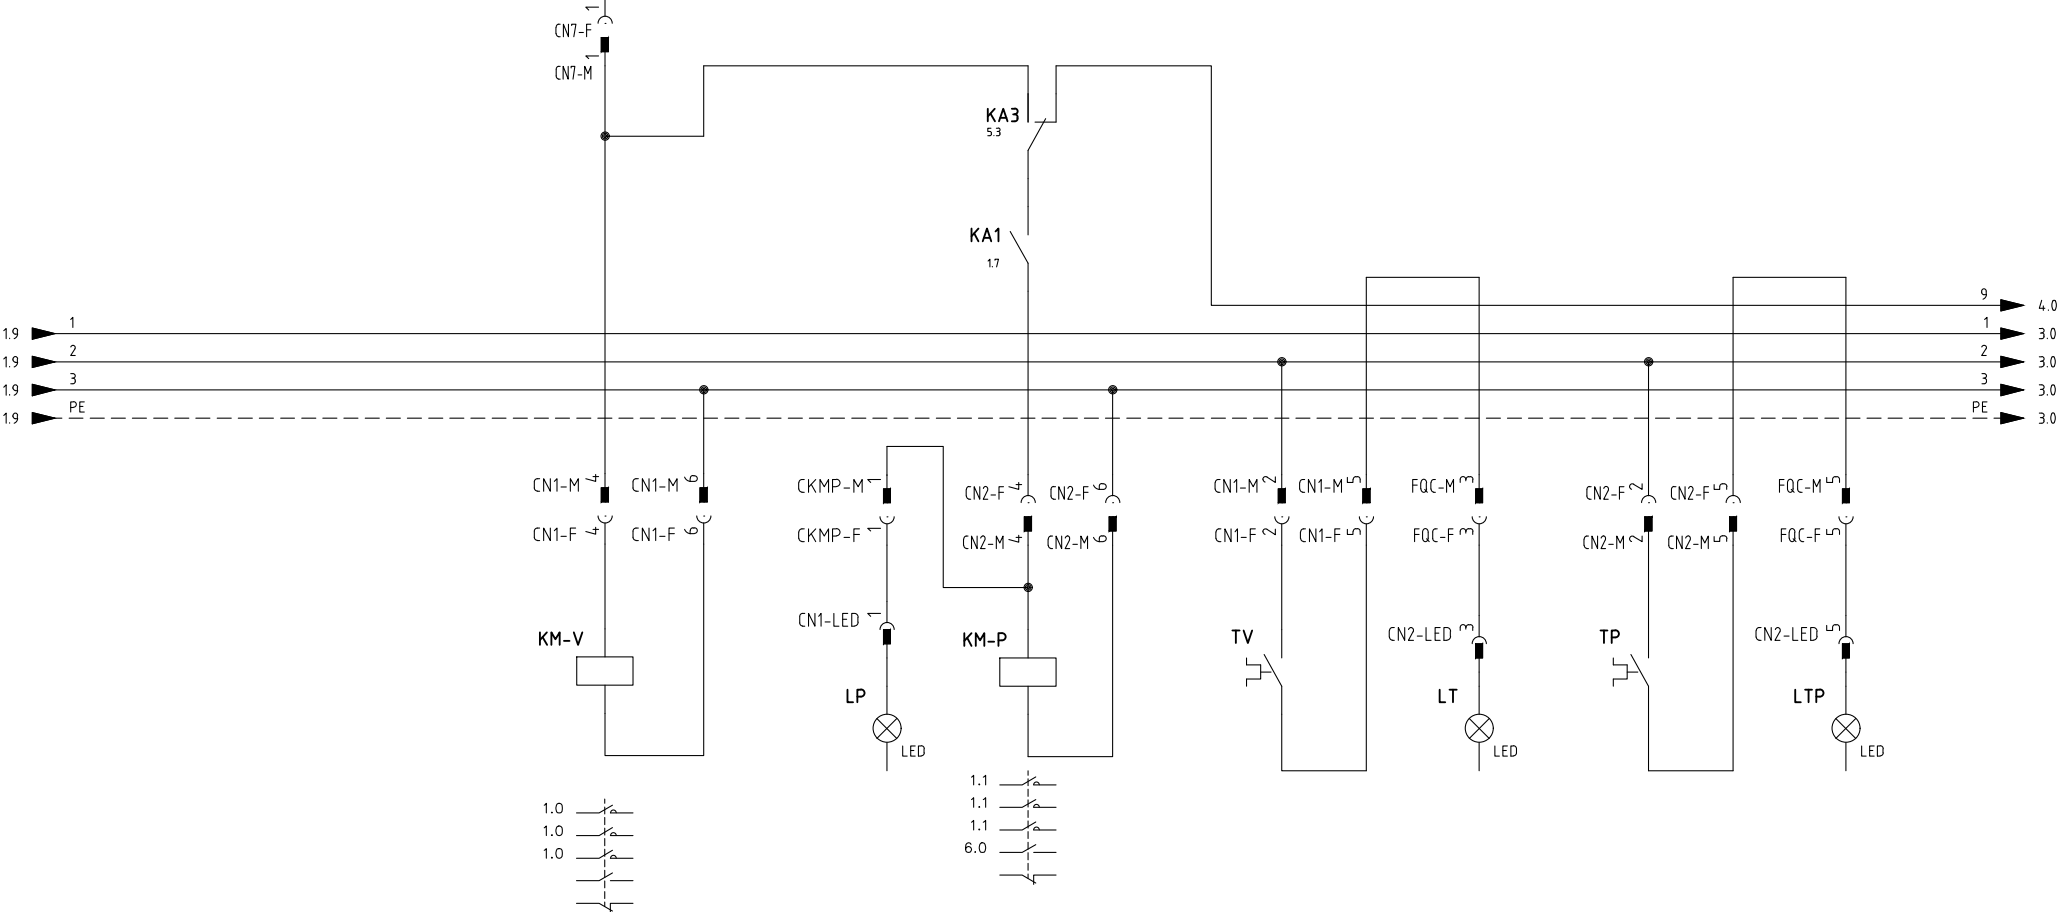 1
CN7-F
1
CN7-M
KA3
5.3
KA1
1.7
9 4.0
1.9 1 1 3.0
1.9 2 2 3.0
1.9 3 3 3.0
1.9 PE PE 3.0
CN1-M 4 CN1-M 6 CKMP-M 1 CN2-F 4 CN2-F 6 CN1-M 2 CN1-M 5 FQC-M 3 CN2-F 2 CN2-F 5 FQC-M 5
CN1-F 4 CN1-F 6 CKMP-F 1 CN2-M 4 CN2-M 6 CN1-F 2 CN1-F 5 FQC-F 3 CN2-M 2 CN2-M 5 FQC-F 5
CN1-LED 1 CN2-LED 3 CN2-LED 5
KM-V KM-P TV TP
LP LT LTP
LED LED LED
1.1
1.1
1.1
6.0
1.0
1.0
1.0